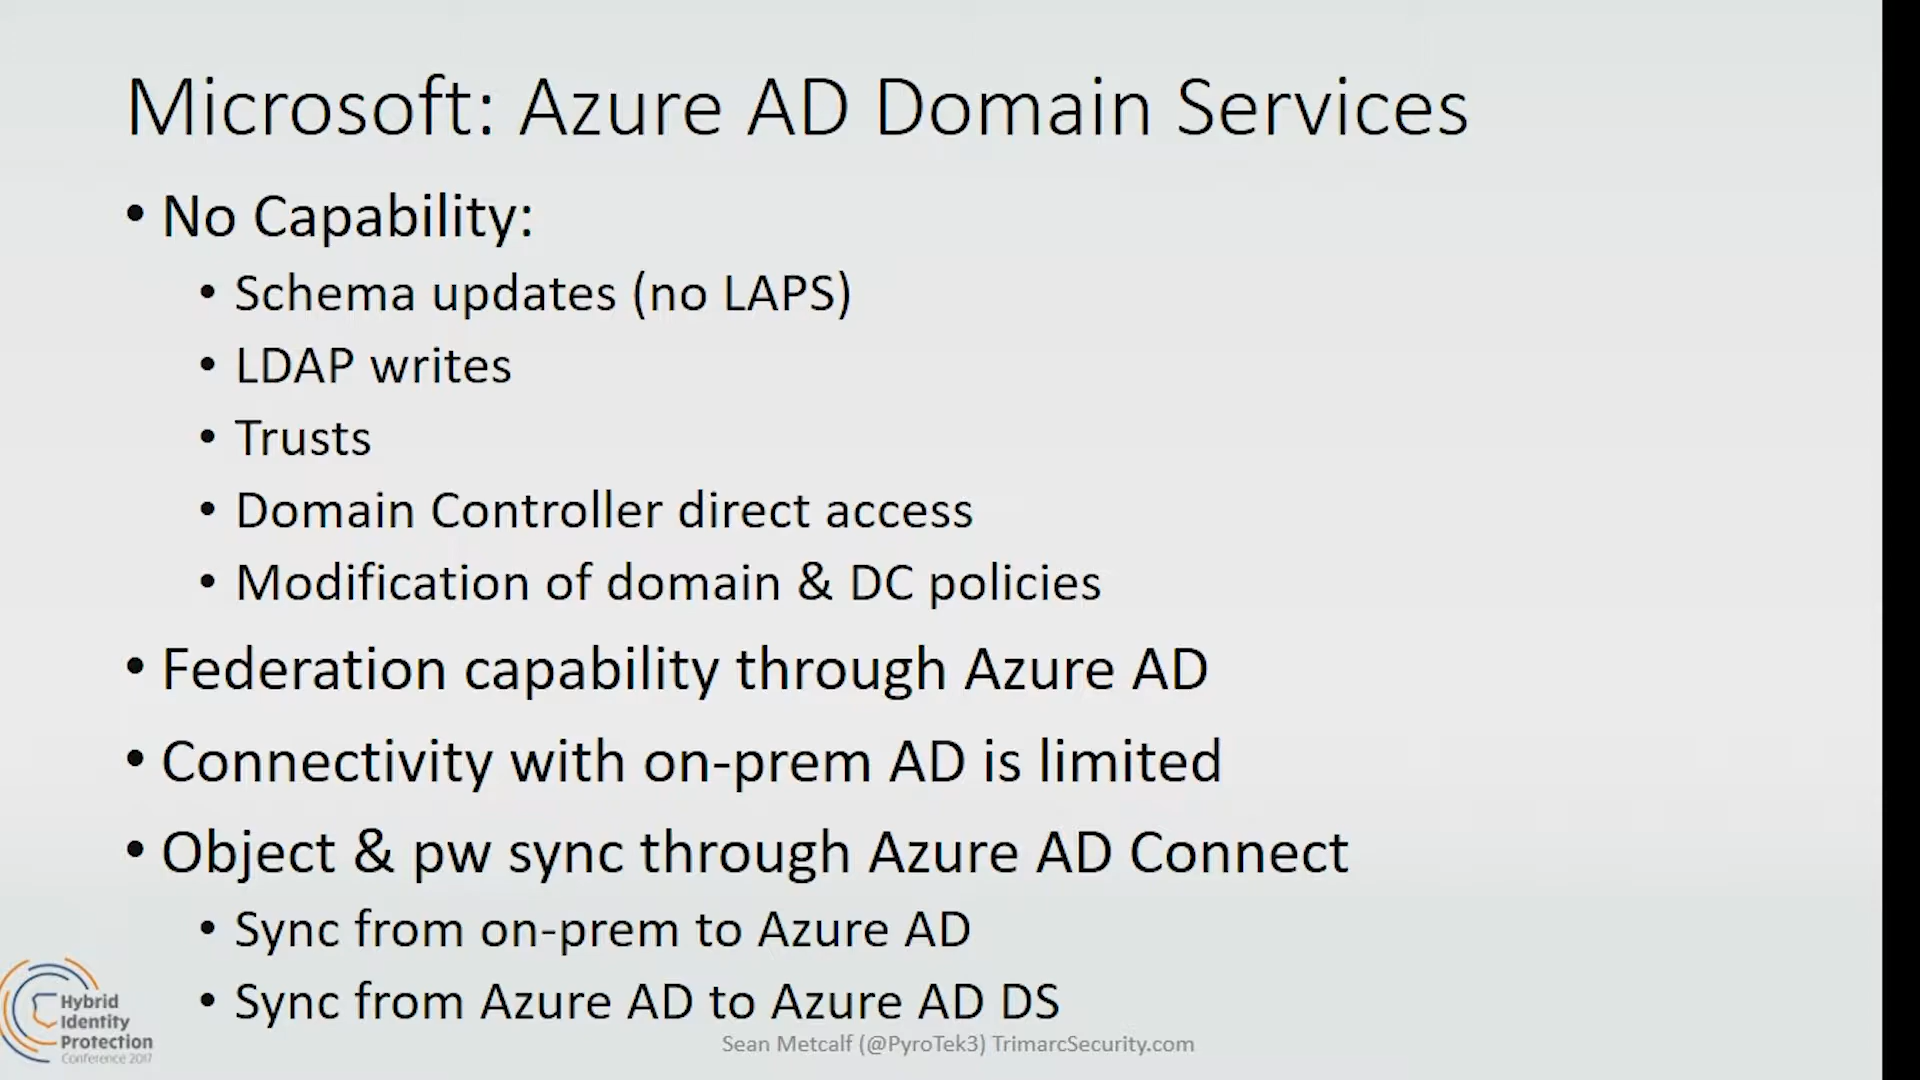 Microsoft: Azure AD Domain Services
• No Capability:
• Schema updates (no LAPS)
• LDAP writes
• Trusts
• Domain Controller direct access
• Modification of domain & DC policies
• Federation capability through Azure AD
• Connectivity with on-prem AD is limited
• Object & pw sync through Azure AD Connect
• Sync from on-prem to Azure AD
• Sync from Azure AD to Azure AD DS
Hybrid
Identity
Protection
Conference 2017
Sean Metcalf (@PyroTek3) TrimarcSecurity.com